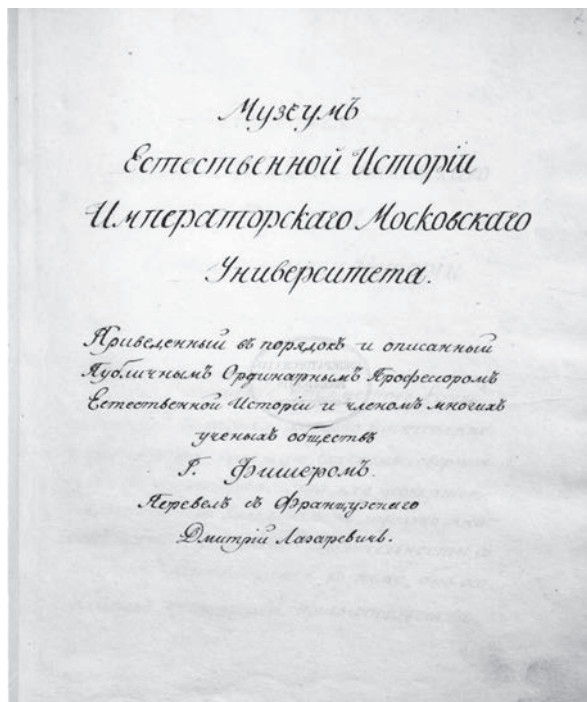 Музеумъ
Естественной Исторіи
Императорскаго Московскаго
Университета.
Приведенный въ порядокъ и описанный
Публичнымъ Ординарнымъ Профессоромъ
Естественной Исторіи и членомъ многихъ
ученыхъ обществъ
Г. Фишеромъ.
Перевелъ съ Французскаго
Дмитрій Лазаревичъ.